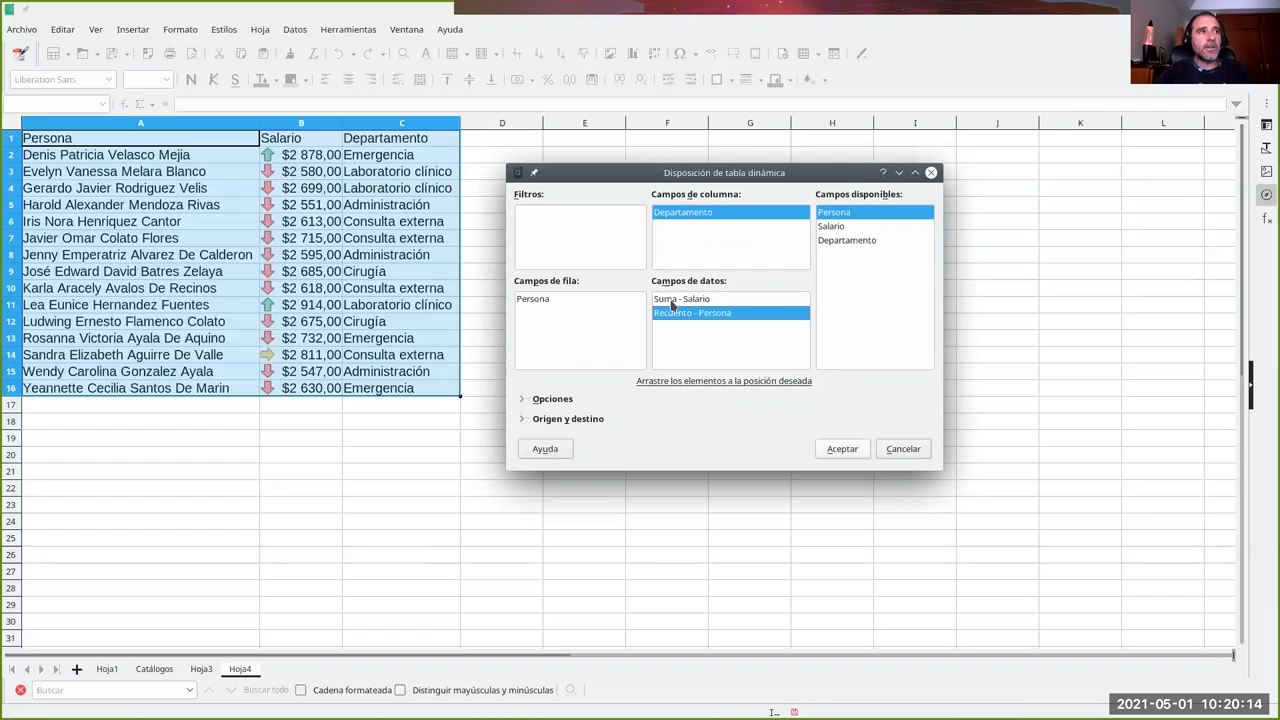 Archivo Editar Ver Insertar Formato Estilos Hoja Datos Herramientas Ventana Ayuda
Liberation Sans
A B C D E F G H I J K L
1 Persona Salario Departamento
2 Denis Patricia Velasco Mejia $2 878,00 Emergencia
3 Evelyn Vanessa Melara Blanco $2 580,00 Laboratorio clínico
4 Gerardo Javier Rodriguez Velis $2 699,00 Laboratorio clínico
5 Harold Alexander Mendoza Rivas $2 551,00 Administración
6 Iris Nora Henriquez Cantor $2 613,00 Consulta externa
7 Javier Omar Colato Flores $2 715,00 Consulta externa
8 Jenny Emperatriz Alvarez De Calderon $2 595,00 Administración
9 José Edward David Batres Zelaya $2 685,00 Cirugía
10 Karla Aracely Avalos De Recinos $2 618,00 Consulta externa
11 Lea Eunice Hernandez Fuentes $2 914,00 Laboratorio clínico
12 Ludwing Ernesto Flamenco Colato $2 675,00 Cirugía
13 Rosanna Victoria Ayala De Aquino $2 732,00 Emergencia
14 Sandra Elizabeth Aguirre De Valle $2 811,00 Consulta externa
15 Wendy Carolina Gonzalez Ayala $2 547,00 Administración
16 Yeannette Cecilia Santos De Marin $2 630,00 Emergencia
17
18
19
20
21
22
23
24
25
26
27
28
29
30
31
Disposición de tabla dinámica
Filtros: Campos de columna: Campos disponibles:
Departamento Persona
Salario
Departamento
Campos de fila: Campos de datos:
Persona Suma - Salario
Recuento - Persona
Arrastre los elementos a la posición deseada
Opciones
Origen y destino
Ayuda Aceptar Cancelar
Hoja1 Catálogos Hoja3 Hoja4
Buscar Buscar todo Cadena formateada Distinguir mayúsculas y minúsculas
2021-05-01 10:20:14